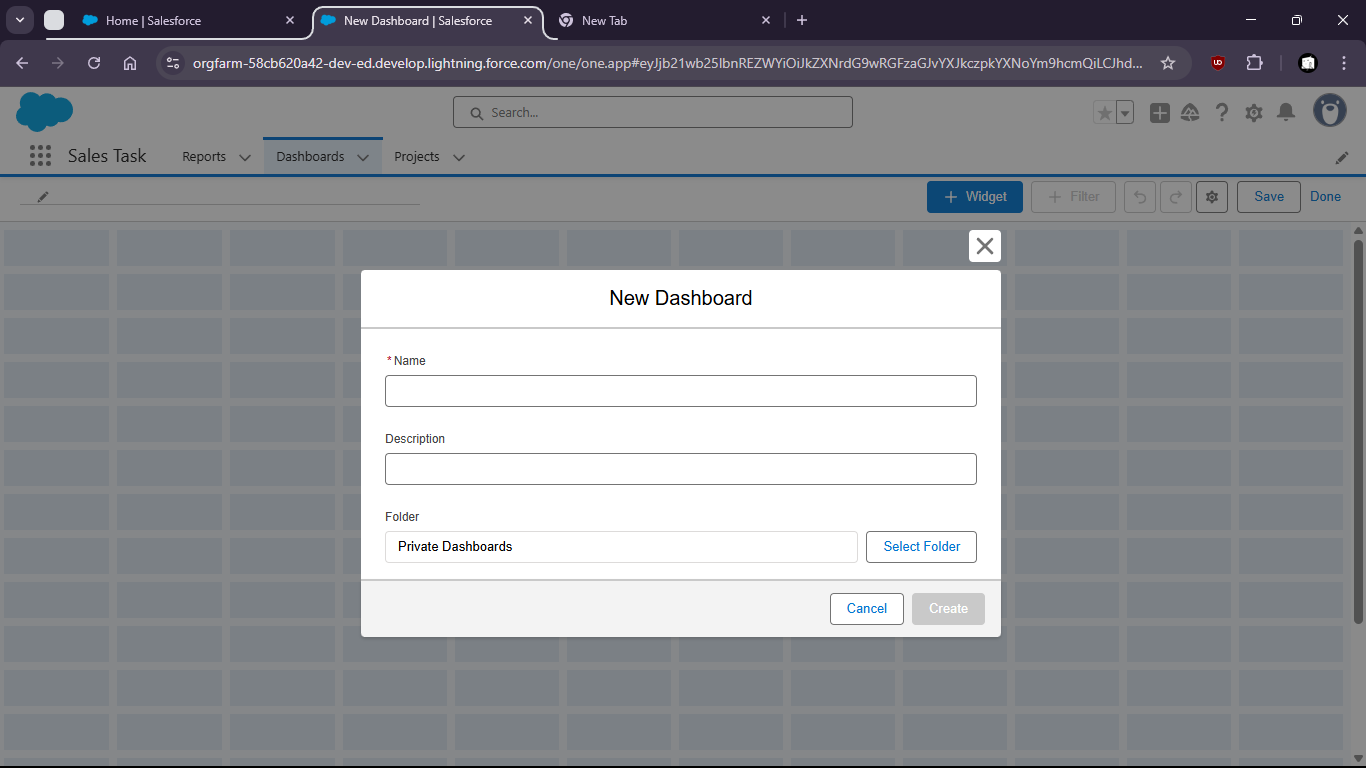 Home | Salesforce
New Dashboard | Salesforce
New Tab
orgfarm-58cb620a42-dev-ed.develop.lightning.force.com/one/one.app#eyJjb21wb25lbnREZWYiOiJkZXNrdG9wRGFzaGJvYXJkczpkYXNoYm9hcmQiLCJhd...
Search...
Sales Task
Reports
Dashboards
Projects
Widget
Filter
Save
Done
New Dashboard
* Name
Description
Folder
Private Dashboards
Select Folder
Cancel
Create